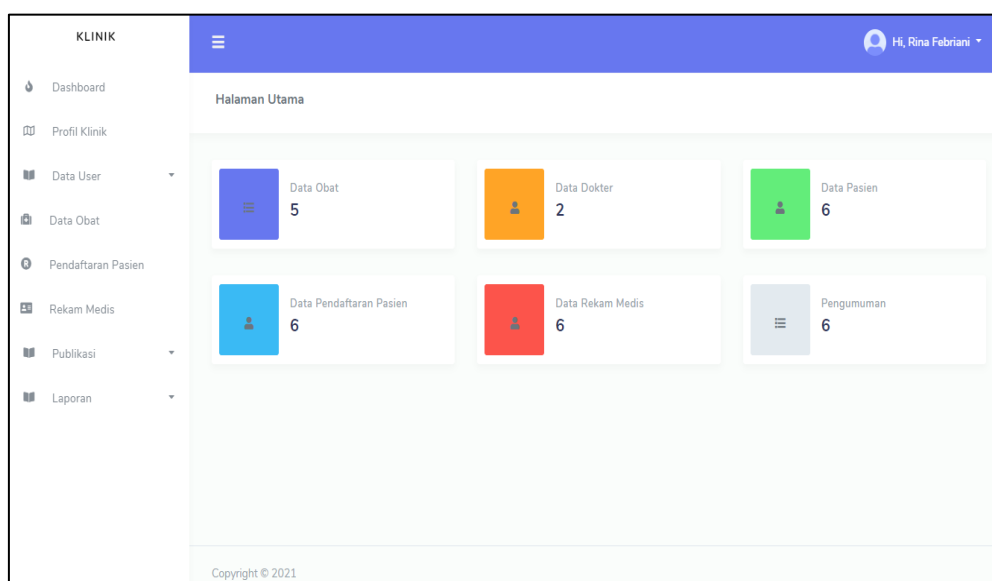 KLINIK
Hi, Rina Febriani
Dashboard
Profil Klinik
Data User
Data Obat
Pendaftaran Pasien
Rekam Medis
Publikasi
Laporan
Halaman Utama
Data Obat
5
Data Dokter
2
Data Pasien
6
Data Pendaftaran Pasien
6
Data Rekam Medis
6
Pengumuman
6
Copyright © 2021